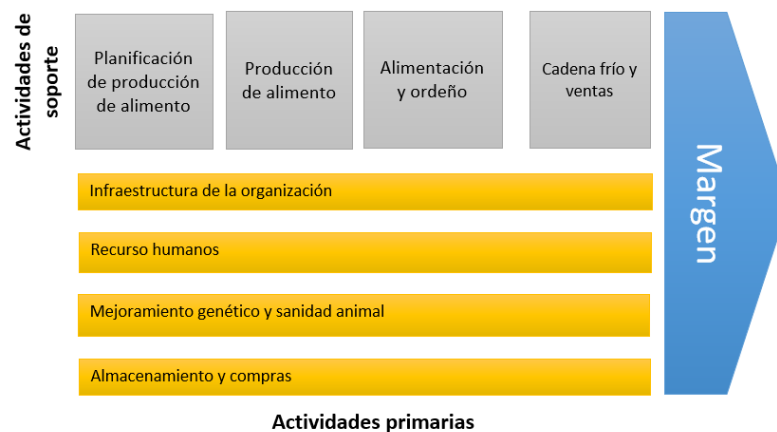 Actividades de
soporte
Planificación
de producción
de alimento
Producción
de alimento
Alimentación
y ordeño
Cadena frío y
ventas
Margen
Infraestructura de la organización
Recurso humanos
Mejoramiento genético y sanidad animal
Almacenamiento y compras
Actividades primarias